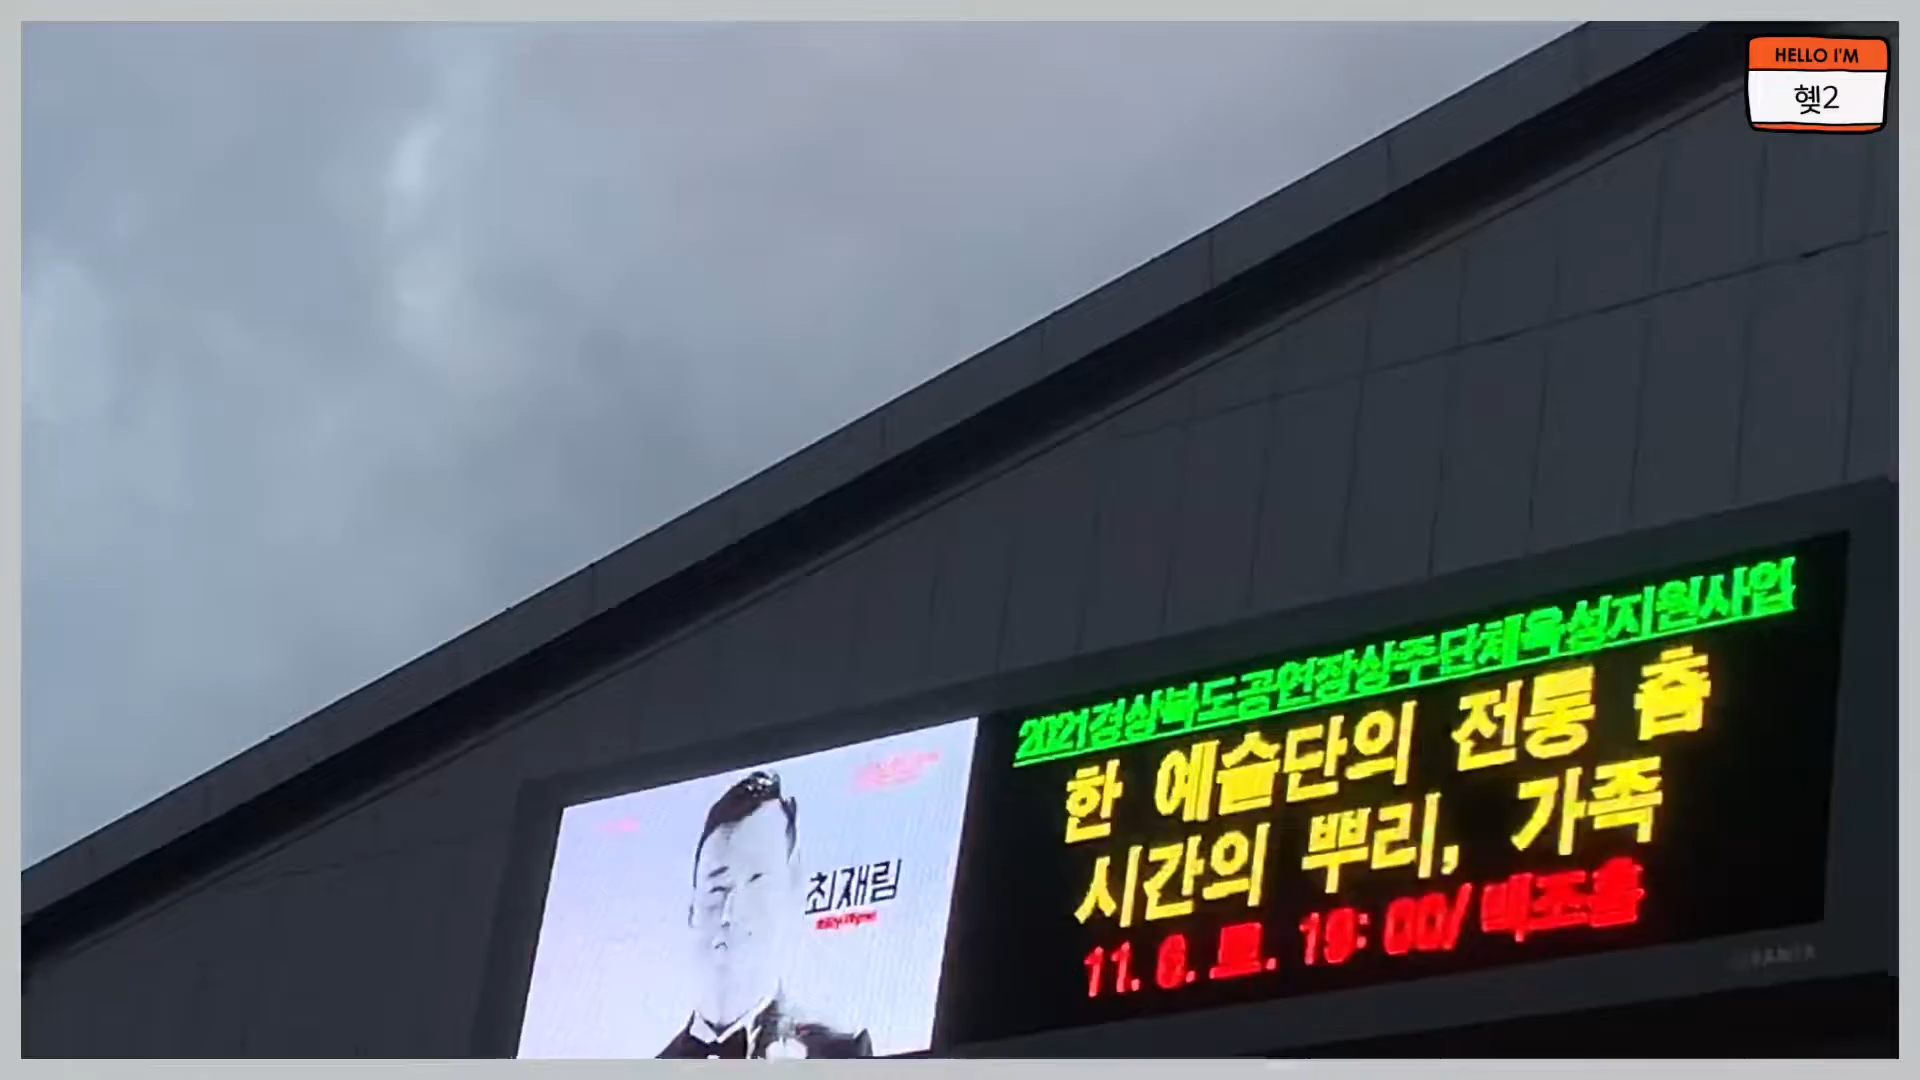 HELLO I'M
혲2
2021경상북도공연장상주단체육성지원사업
한 예술단의 전통 춤
시간의 뿌리, 가족
11. 6. 토. 19: 00/ 백조홀
최재림